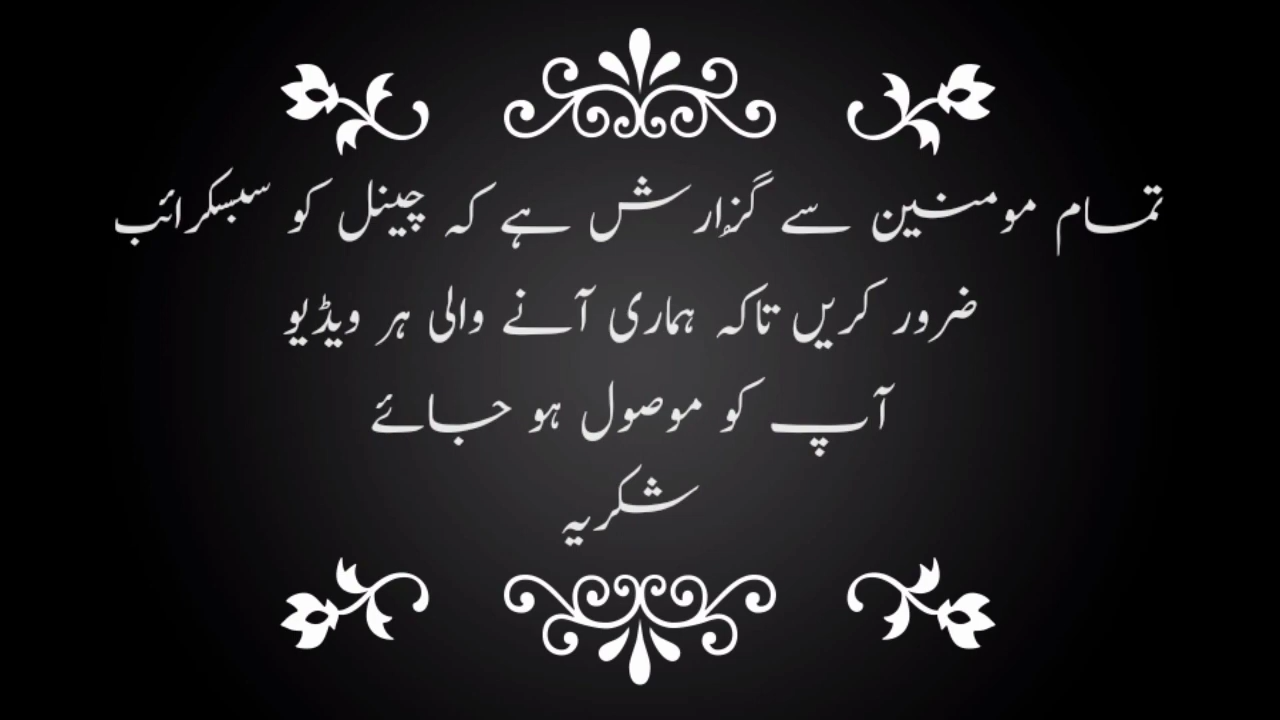 تمام مومنین سے گزارش ہے کہ چینل کو سبسکرائب
ضرور کریں تاکہ ہماری آنے والی ہر ویڈیو
آپ کو موصول ہو جائے
شکریہ